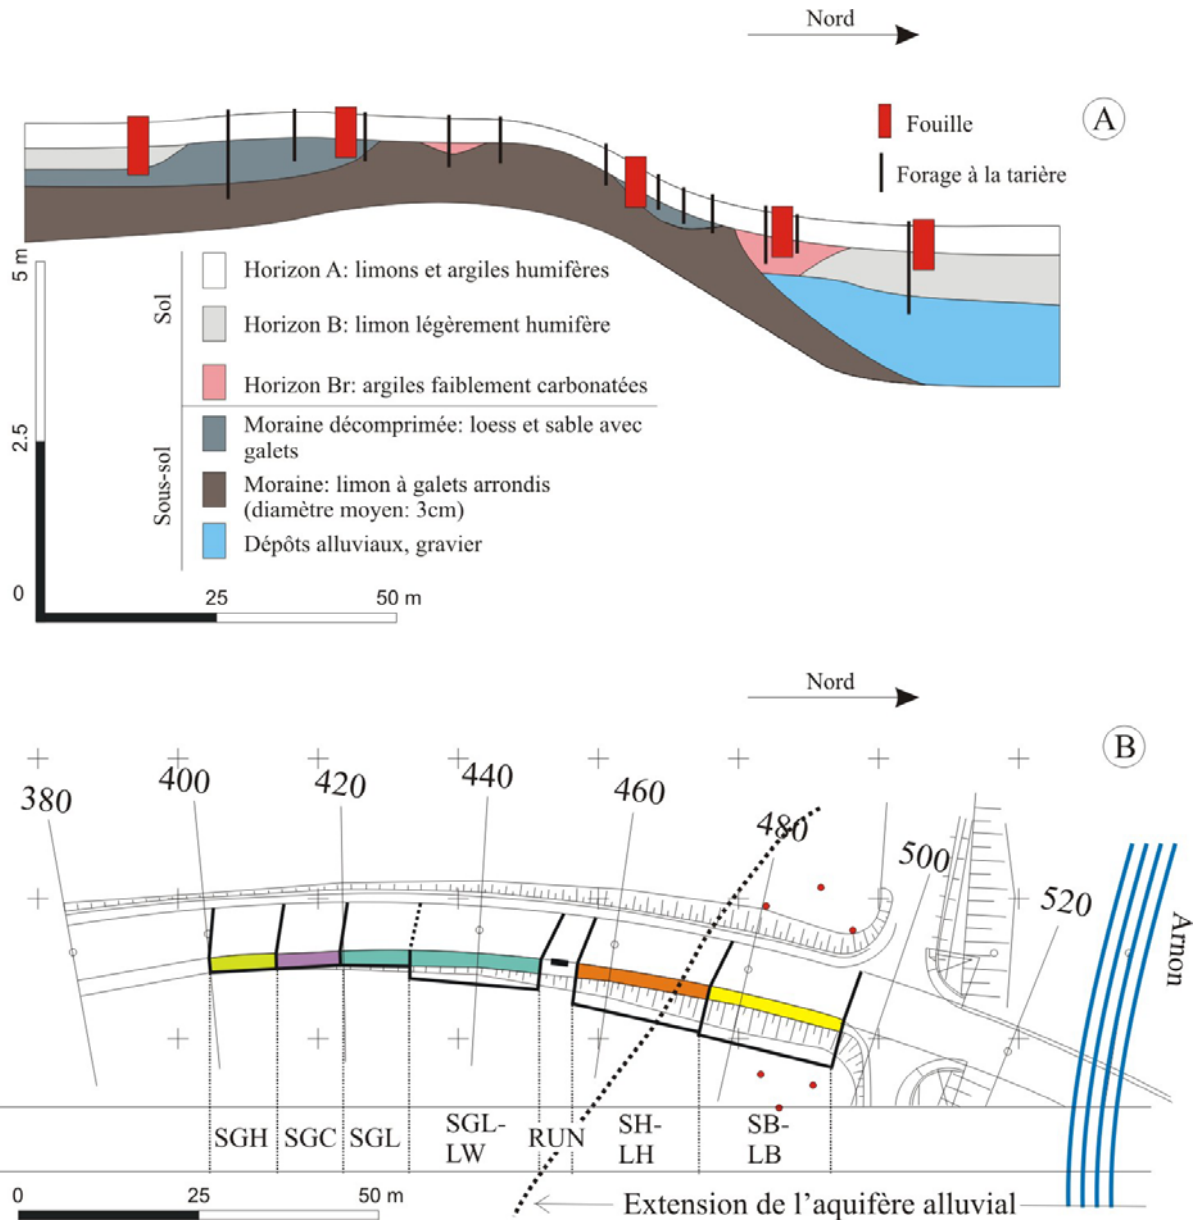 Nord
A
Fouille
Forage à la tarière
5 m
2.5
0
25
50 m
Sol
Horizon A: limons et argiles humifères
Horizon B: limon légèrement humifère
Horizon Br: argiles faiblement carbonatées
Sous-sol
Moraine décomprimée: loess et sable avec
galets
Moraine: limon à galets arrondis
(diamètre moyen: 3cm)
Dépôts alluviaux, gravier
Nord
B
380
400
420
440
460
480
500
520
Arnon
SGH
SGC
SGL
SGL-
LW
RUN
SH-
LH
SB-
LB
0
25
50 m
Extension de l'aquifère alluvial